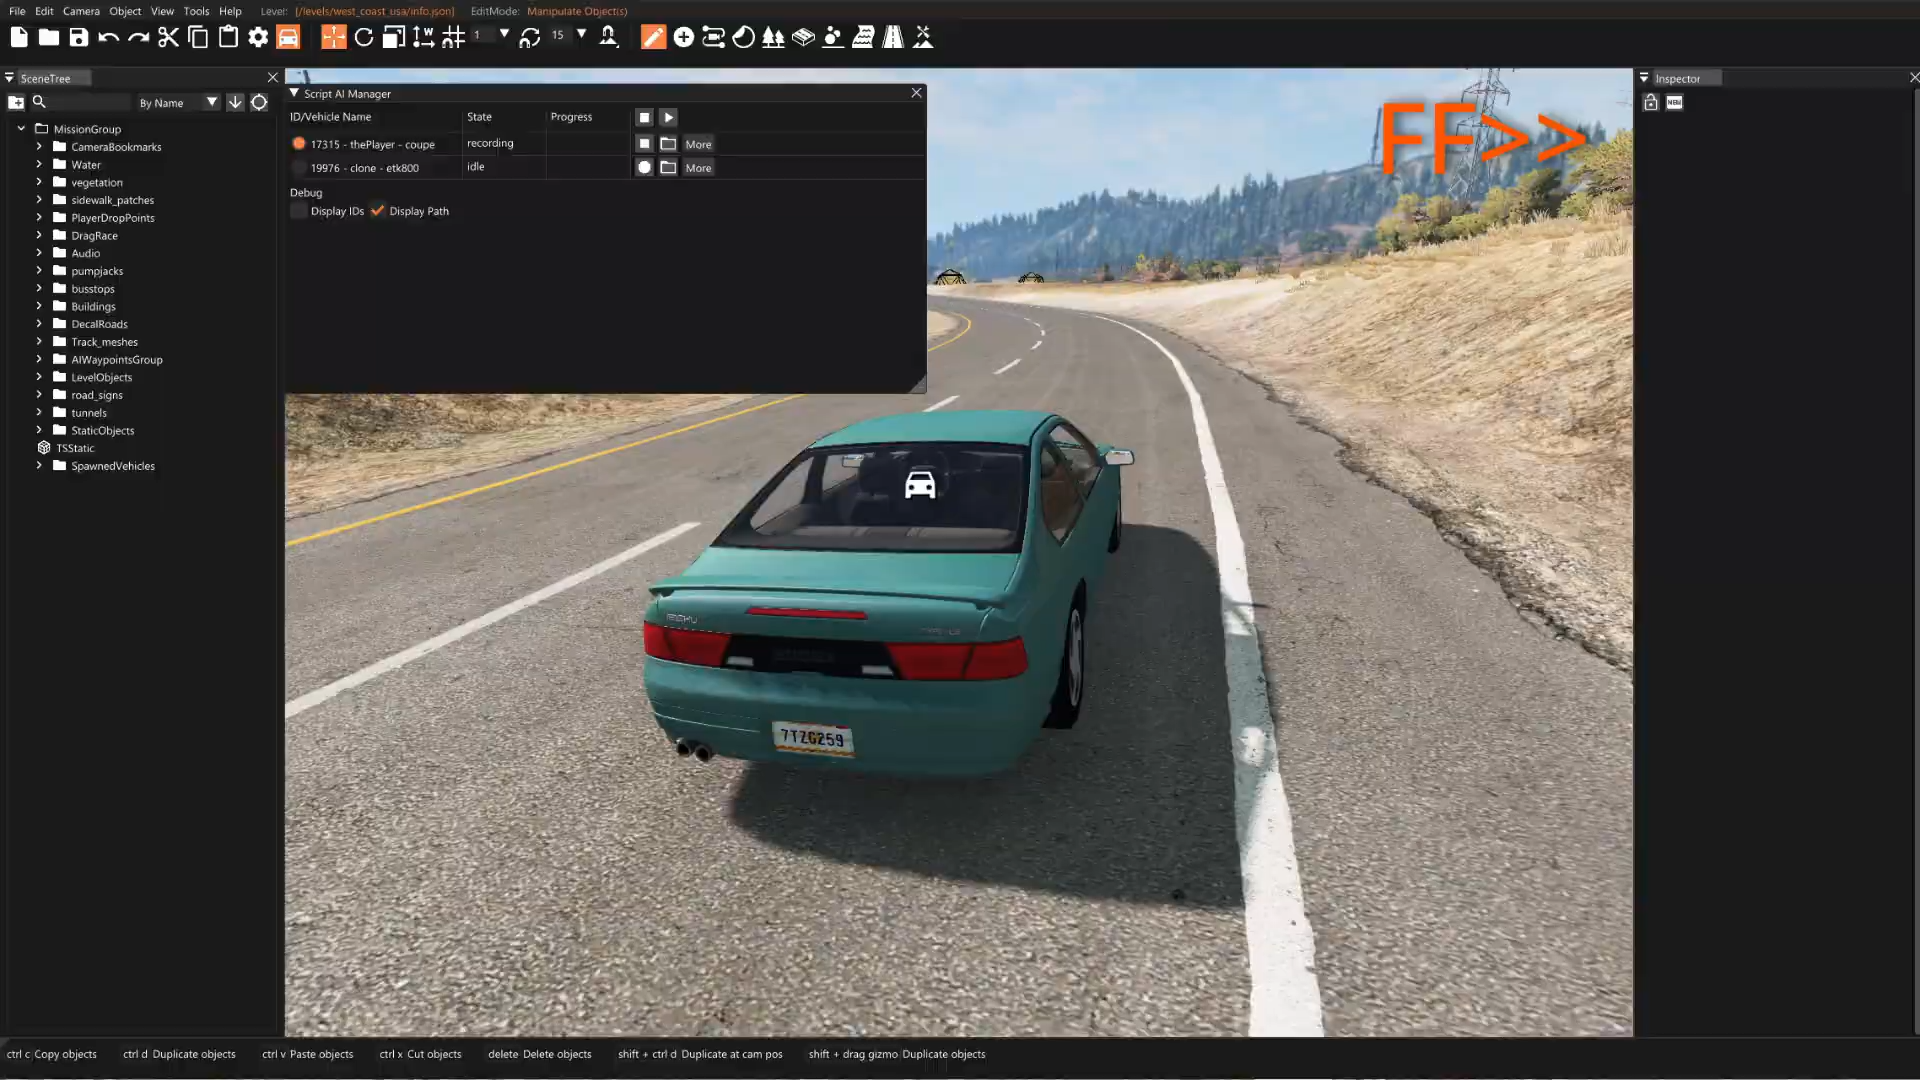 File Edit Camera Object View Tools Help Level: [/levels/west_coast_usa/info.json] EditMode: Manipulate Object(s)
1 15
SceneTree
By Name
MissionGroup
CameraBookmarks
Water
vegetation
sidewalk_patches
PlayerDropPoints
DragRace
Audio
pumpjacks
busstops
Buildings
DecalRoads
Track_meshes
AIWaypointsGroup
LevelObjects
road_signs
tunnels
StaticObjects
TSStatic
SpawnedVehicles
Script AI Manager
ID/Vehicle Name State Progress
17315 - thePlayer - coupe recording More
19976 - clone - etk800 idle More
Debug
Display IDs Display Path
FF>>
7TZG259
Inspector
NEW
ctrl c Copy objects ctrl d Duplicate objects ctrl v Paste objects ctrl x Cut objects delete Delete objects shift + ctrl d Duplicate at cam pos shift + drag gizmo Duplicate objects